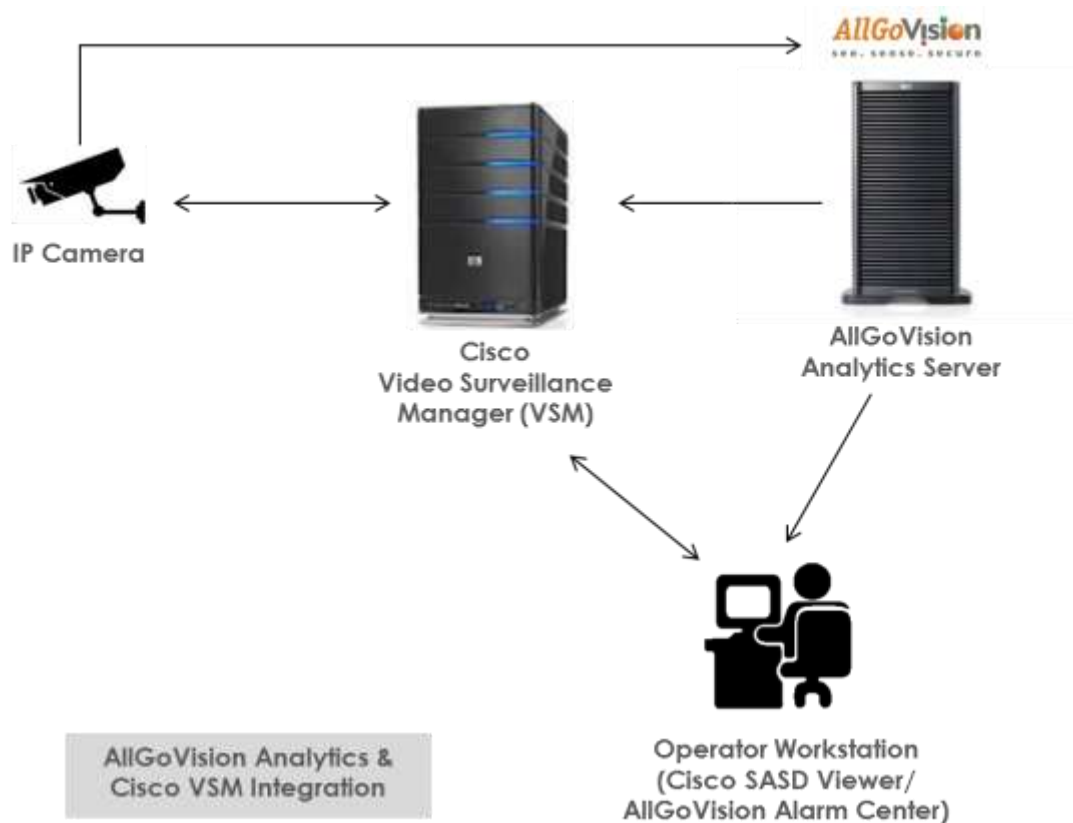 AllGoVision
see. sense. secure
IP Camera
Cisco
Video Surveillance
Manager (VSM)
AllGoVision
Analytics Server
AllGoVision Analytics &
Cisco VSM Integration
Operator Workstation
(Cisco SASD Viewer/
AllGoVision Alarm Center)